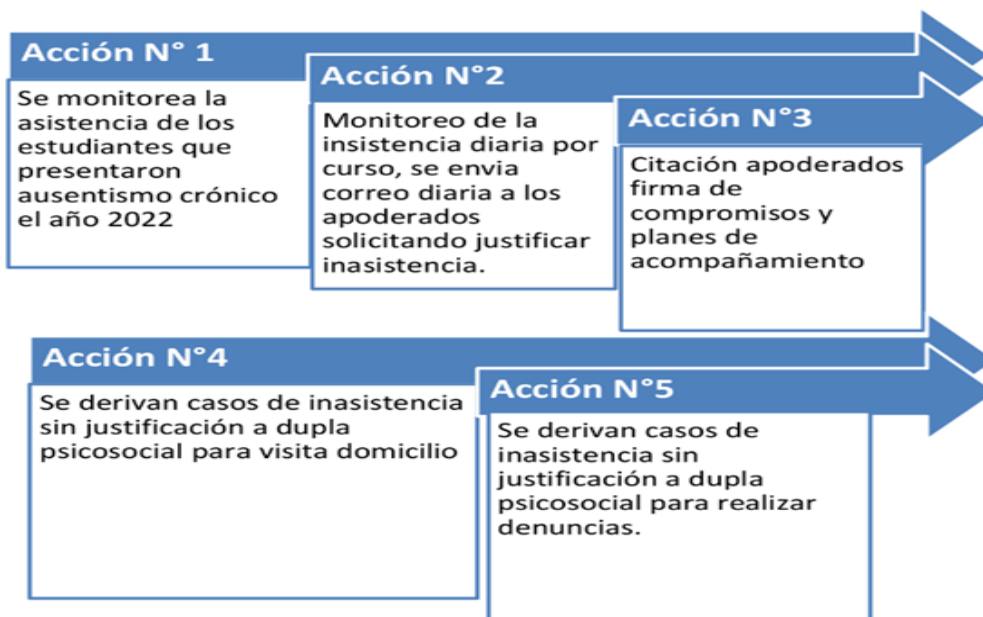 Acción N° 1
Se monitorea la
asistencia de los
estudiantes que
presentaron
ausentismo crónico
el año 2022
Acción N°2
Monitoreo de la
insistencia diaria por
curso, se envia
correo diaria a los
apoderados
solicitando justificar
inasistencia.
Acción N°3
Citación apoderados
firma de
compromisos y
planes de
acompañamiento
Acción N°4
Se derivan casos de inasistencia
sin justificación a dupla
psicosocial para visita domicilio
Acción N°5
Se derivan casos de
inasistencia sin
justificación a dupla
psicosocial para realizar
denuncias.